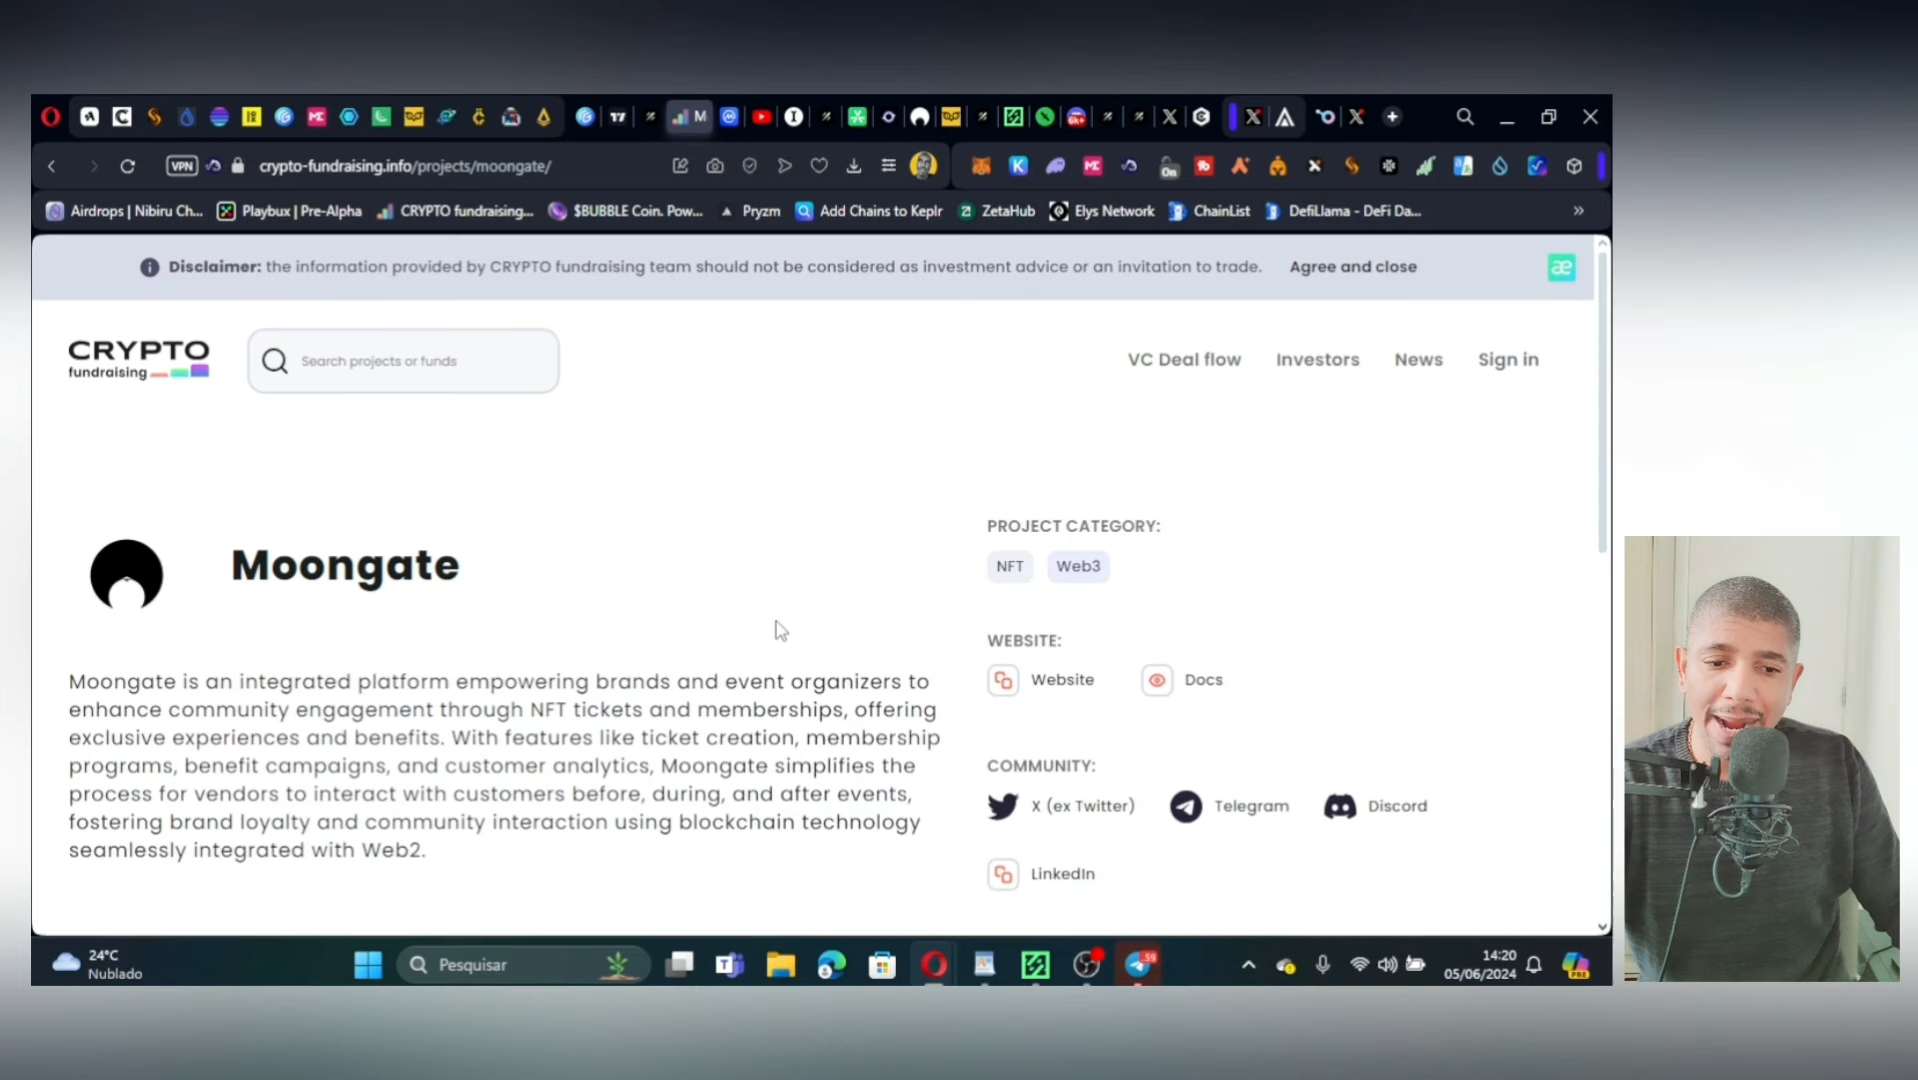 M
VPN
crypto-fundraising.info/projects/moongate/
On
Airdrops | Nibiru Ch...
Playbux | Pre-Alpha
CRYPTO fundraising...
$BUBBLE Coin. Pow...
Pryzm
Add Chains to Keplr
ZetaHub
Elys Network
ChainList
DefiLlama - DeFi Da...
»
Disclaimer: the information provided by CRYPTO fundraising team should not be considered as investment advice or an invitation to trade.
Agree and close
æ
CRYPTO
fundraising
Search projects or funds
VC Deal flow
Investors
News
Sign in
Moongate
Moongate is an integrated platform empowering brands and event organizers to
enhance community engagement through NFT tickets and memberships, offering
exclusive experiences and benefits. With features like ticket creation, membership
programs, benefit campaigns, and customer analytics, Moongate simplifies the
process for vendors to interact with customers before, during, and after events,
fostering brand loyalty and community interaction using blockchain technology
seamlessly integrated with Web2.
PROJECT CATEGORY:
NFT
Web3
WEBSITE:
Website
Docs
COMMUNITY:
X (ex Twitter)
Telegram
Discord
LinkedIn
24°C
Nublado
Pesquisar
59
14:20
05/06/2024
PRE